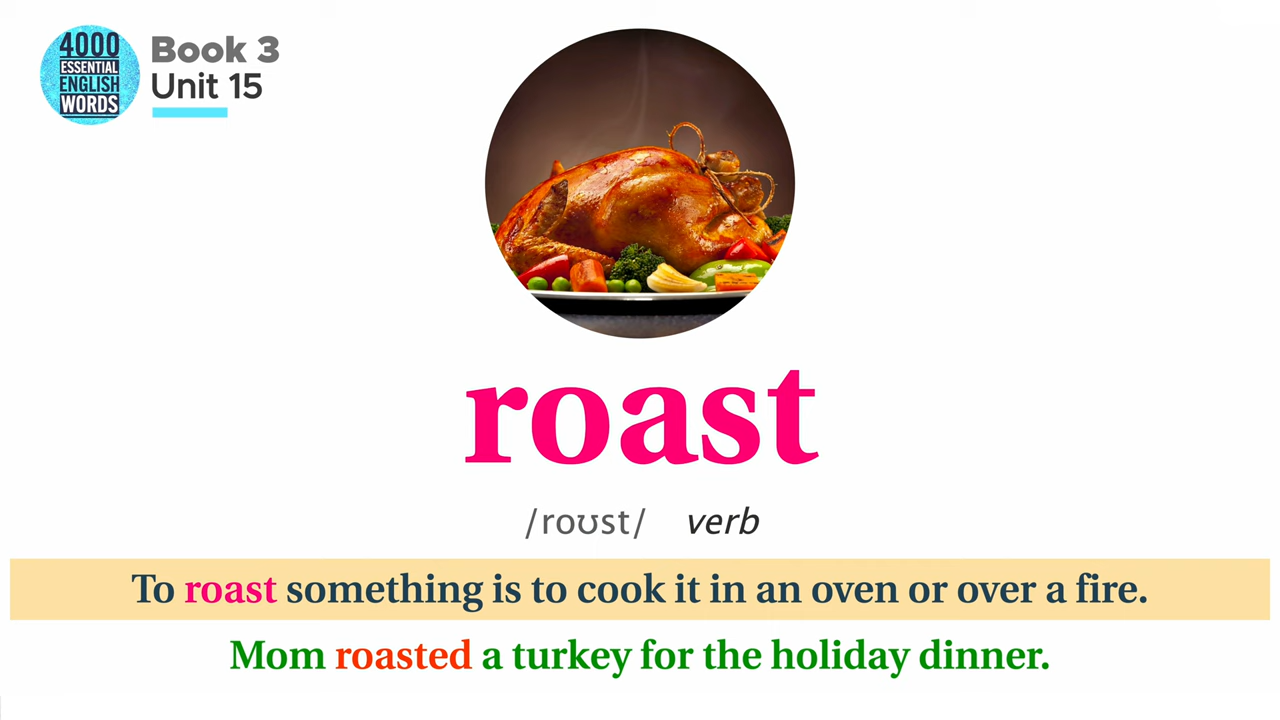 4000
ESSENTIAL
ENGLISH
WORDS
Book 3
Unit 15
roast
/roʊst/ verb
To roast something is to cook it in an oven or over a fire.
Mom roasted a turkey for the holiday dinner.